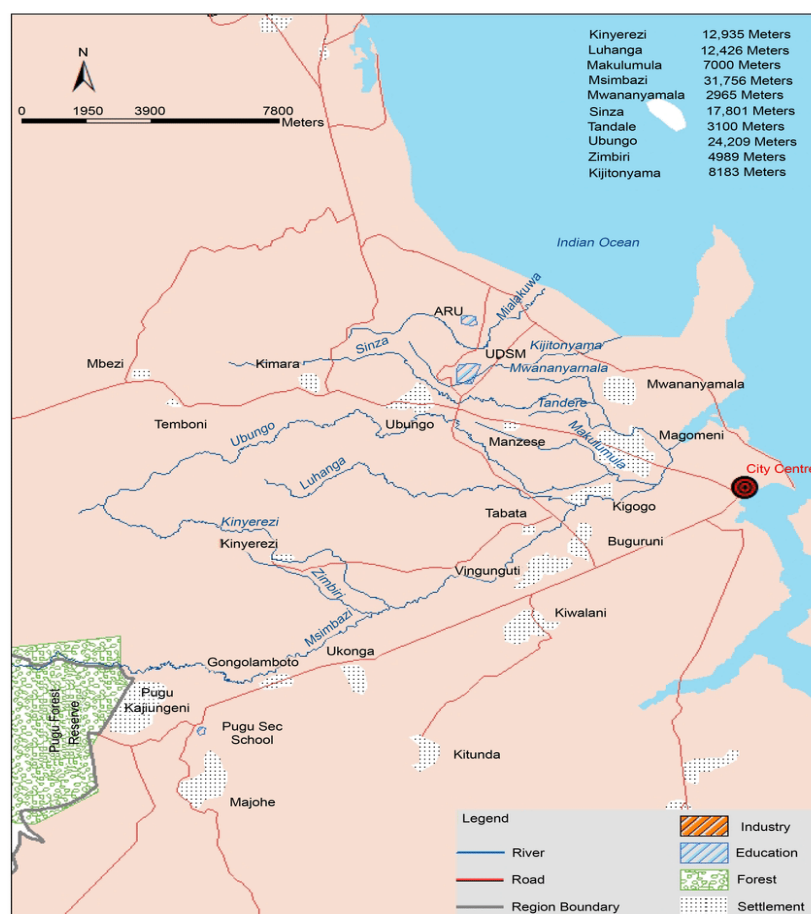 Kinyerezi 12,935 Meters
Luhanga 12,426 Meters
Makulumula 7000 Meters
Msimbazi 31,756 Meters
Mwananyamala 2965 Meters
Sinza 17,801 Meters
Tandale 3100 Meters
Ubungo 24,209 Meters
Zimbiri 4989 Meters
Kijitonyama 8183 Meters
N
0 1950 3900 7800
Meters
Indian Ocean
Mialakuwa
ARU
Sinza
Kijitonyama
UDSM
Mbezi
Kimara
Mwananyarnala
Mwananyamala
Tandere
Temboni
Ubungo
Ubungo
Manzese
Makulumula
Magomeni
Luhanga
City Centre
Kigogo
Tabata
Kinyerezi
Kinyerezi
Buguruni
Zimbiri
Vingunguti
Msimbazi
Kiwalani
Ukonga
Gongolamboto
Pugu
Kajiungeni
Pugu Forest
Reserve
Pugu Sec
School
Kitunda
Majohe
Legend
River
Road
Region Boundary
Industry
Education
Forest
Settlement